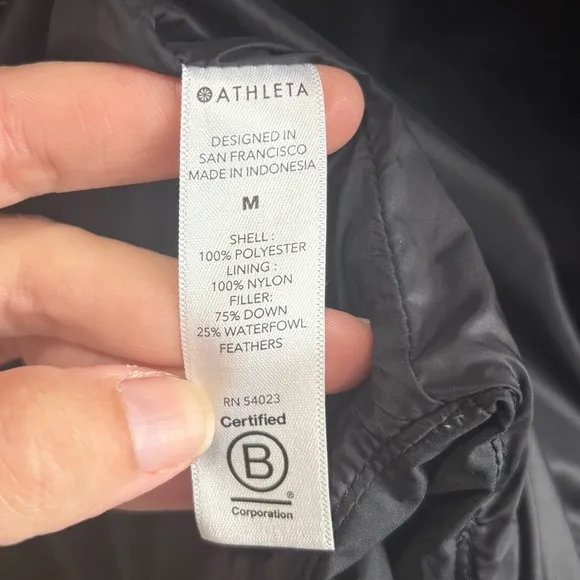 ATHLETA
DESIGNED IN
SAN FRANCISCO
MADE IN INDONESIA
M
SHELL :
100% POLYESTER
LINING :
100% NYLON
FILLER:
75% DOWN
25% WATERFOWL
FEATHERS
RN 54023
Certified
B
®
Corporation